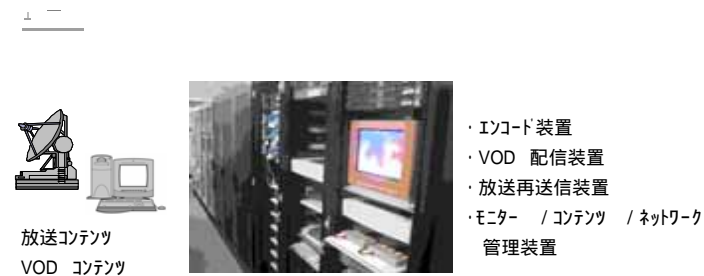 放送コンテンツ
VOD コンテンツ
・エンコード装置
・VOD 配信装置
・放送再送信装置
・モニター / コンテンツ / ネットワーク
管理装置